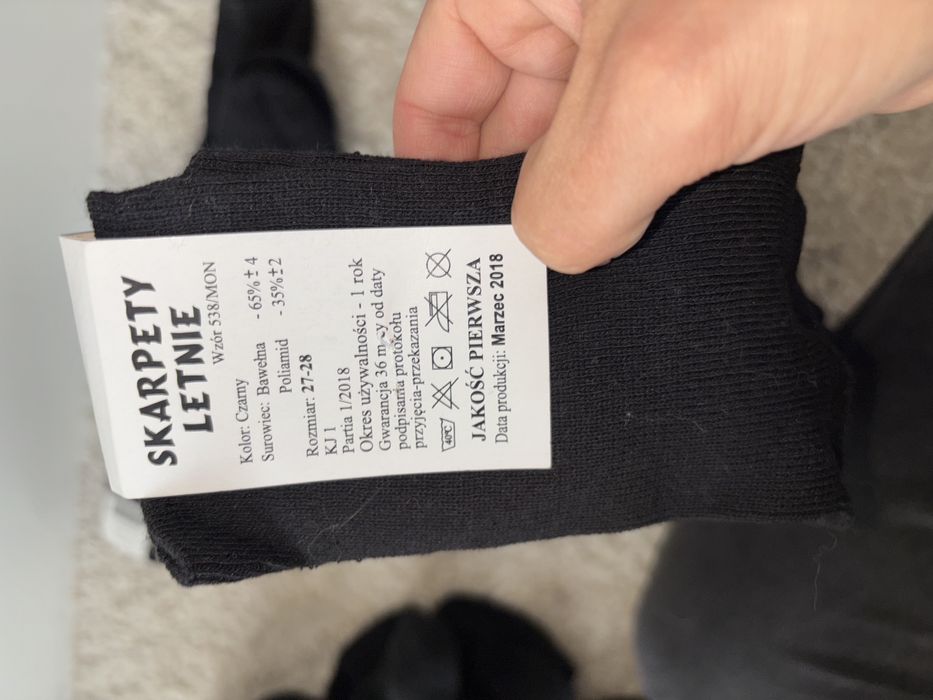 SKARPETY
LETNIE
Wzór 538/MON
Kolor: Czarny
Surowiec: Bawełna - 65% ± 4
Poliamid - 35% ± 2
Rozmiar: 27-28
KJ 1
Partia 1/2018
Okres używalności - 1 rok
Gwarancja 36 od daty
podpisania protokołu
przyjęcia-przekazania
40°C
JAKOŚĆ PIERWSZA
Data produkcji: Marzec 2018